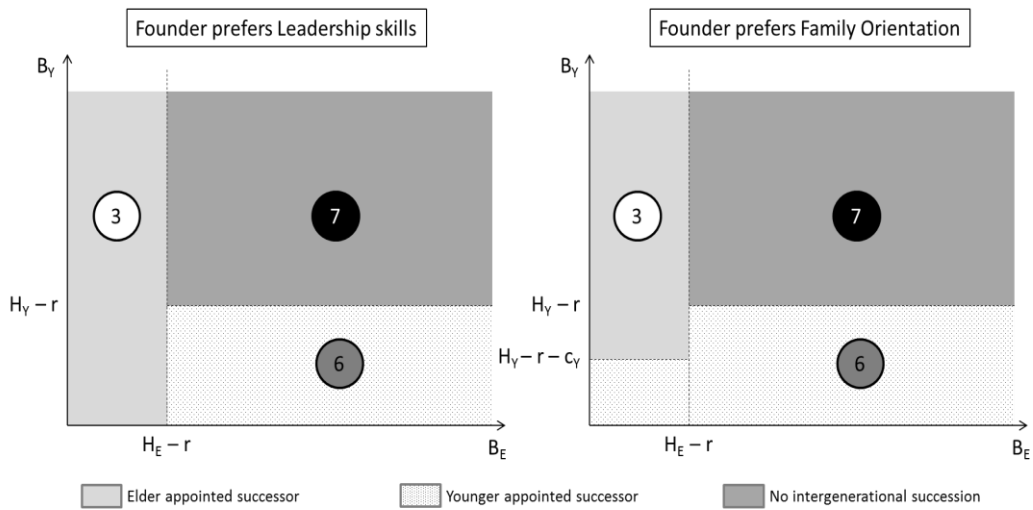 Founder prefers Leadership skills
B_Y
3
7
H_Y – r
6
H_E – r
B_E
Founder prefers Family Orientation
B_Y
3
7
H_Y – r
H_Y – r – c_Y
6
H_E – r
B_E
Elder appointed successor
Younger appointed successor
No intergenerational succession